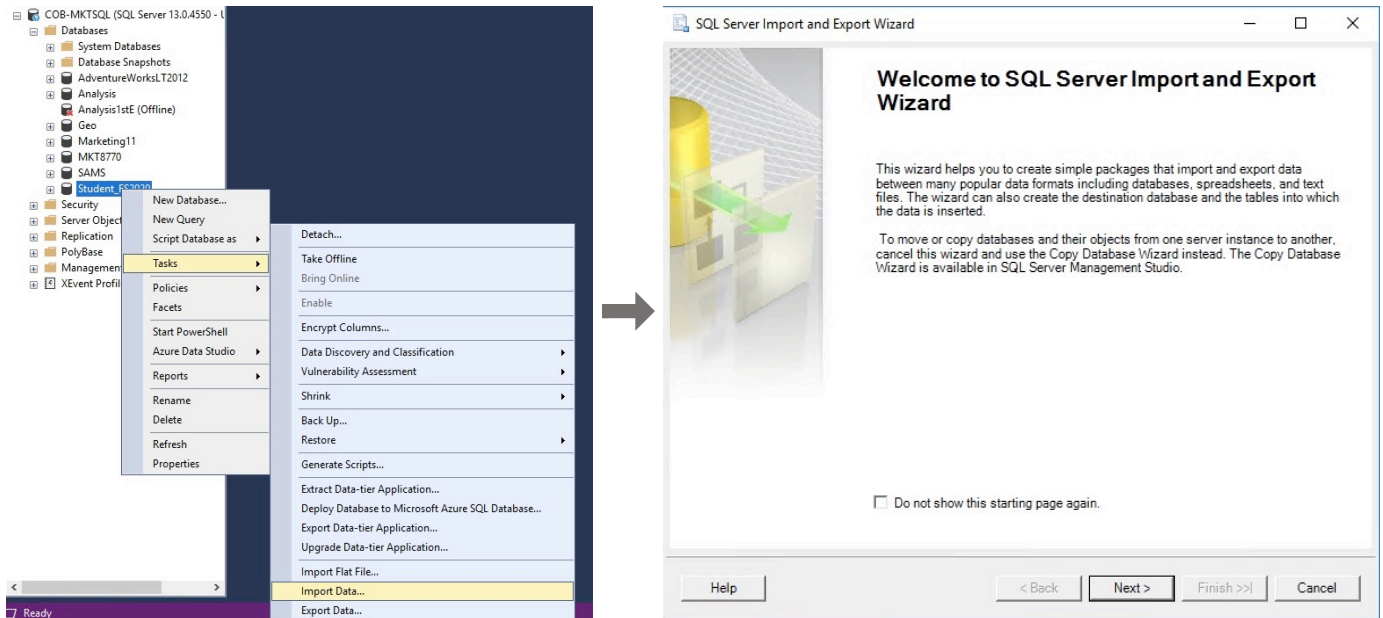 COB-MKTSQL (SQL Server 13.0.4550 - U
Databases
System Databases
Database Snapshots
AdventureWorksLT2012
Analysis
Analysis1stE (Offline)
Geo
Marketing11
MKT8770
SAMS
Student_FS2020
Security
Server Object
Replication
PolyBase
Managemen
XEvent Profil
New Database...
New Query
Script Database as
Tasks
Policies
Facets
Start PowerShell
Azure Data Studio
Reports
Rename
Delete
Refresh
Properties
Detach...
Take Offline
Bring Online
Enable
Encrypt Columns...
Data Discovery and Classification
Vulnerability Assessment
Shrink
Back Up...
Restore
Generate Scripts...
Extract Data-tier Application...
Deploy Database to Microsoft Azure SQL Database...
Export Data-tier Application...
Upgrade Data-tier Application...
Import Flat File...
Import Data...
Export Data...
Ready
SQL Server Import and Export Wizard
Welcome to SQL Server Import and Export
Wizard
This wizard helps you to create simple packages that import and export data
between many popular data formats including databases, spreadsheets, and text
files. The wizard can also create the destination database and the tables into which
the data is inserted.
To move or copy databases and their objects from one server instance to another,
cancel this wizard and use the Copy Database Wizard instead. The Copy Database
Wizard is available in SQL Server Management Studio.
Do not show this starting page again.
Help
< Back
Next >
Finish >>|
Cancel